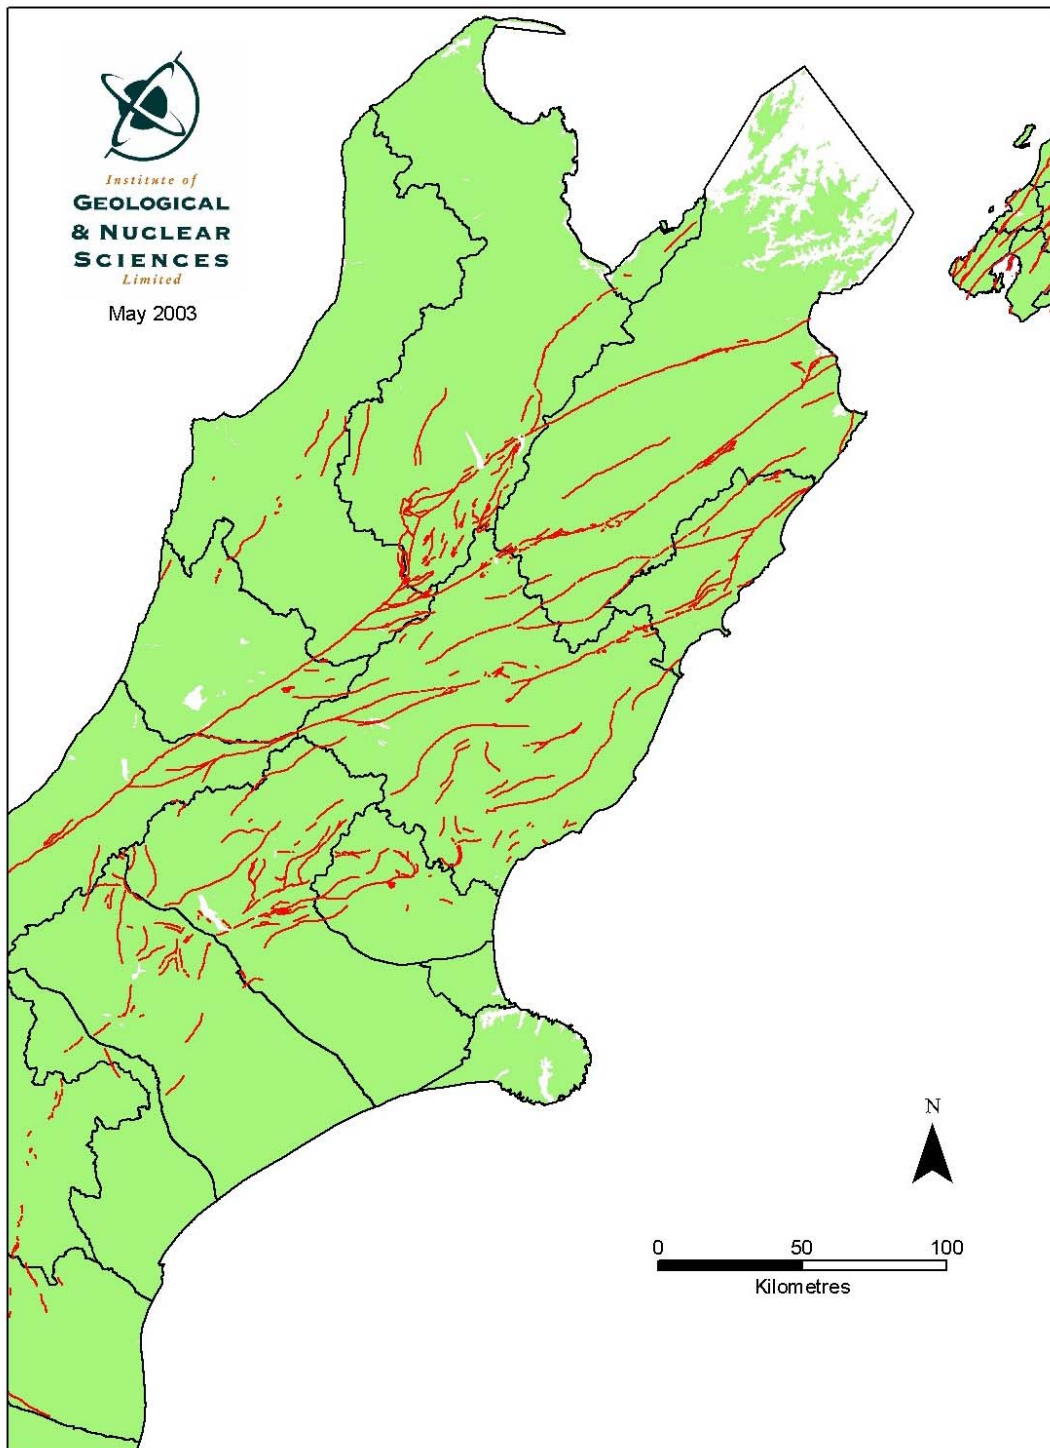 Institute of
GEOLOGICAL
& NUCLEAR
SCIENCES
Limited
May 2003
N
0 50 100
Kilometres